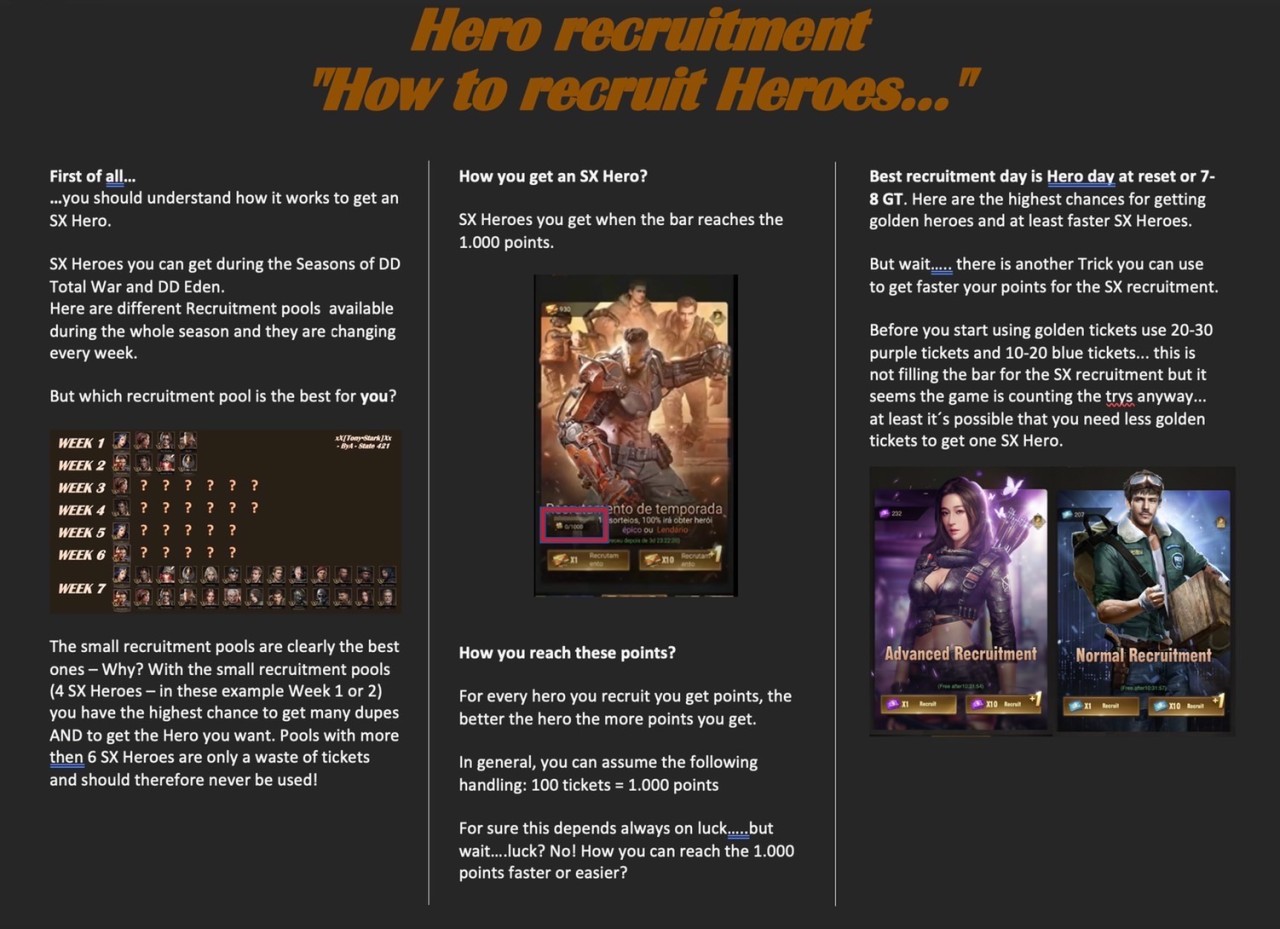 Hero recruitment
"How to recruit Heroes..."
First of all...
...you should understand how it works to get an
SX Hero.
SX Heroes you can get during the Seasons of DD
Total War and DD Eden.
Here are different Recruitment pools available
during the whole season and they are changing
every week.
But which recruitment pool is the best for you?
WEEK 1
xX[Tony•Stark]Xx
- ByA - State 421
WEEK 2
WEEK 3 ? ? ? ? ? ?
WEEK 4 ? ? ? ? ? ?
WEEK 5 ? ? ? ? ?
WEEK 6 ? ? ? ? ?
WEEK 7
The small recruitment pools are clearly the best
ones – Why? With the small recruitment pools
(4 SX Heroes – in these example Week 1 or 2)
you have the highest chance to get many dupes
AND to get the Hero you want. Pools with more
then 6 SX Heroes are only a waste of tickets
and should therefore never be used!
How you get an SX Hero?
SX Heroes you get when the bar reaches the
1.000 points.
930
Recrutamento de temporada
0/1000
sorteios, 100% irá obter herói
épico ou Lendário
depois de 3d 23:22:20)
X1 Recrutam
ento
X10 Recrutam
ento
+1
How you reach these points?
For every hero you recruit you get points, the
better the hero the more points you get.
In general, you can assume the following
handling: 100 tickets = 1.000 points
For sure this depends always on luck.....but
wait....luck? No! How you can reach the 1.000
points faster or easier?
Best recruitment day is Hero day at reset or 7-
8 GT. Here are the highest chances for getting
golden heroes and at least faster SX Heroes.
But wait..... there is another Trick you can use
to get faster your points for the SX recruitment.
Before you start using golden tickets use 20-30
purple tickets and 10-20 blue tickets... this is
not filling the bar for the SX recruitment but it
seems the game is counting the trys anyway...
at least it´s possible that you need less golden
tickets to get one SX Hero.
232
Advanced Recruitment
X1 Recruit
X10 Recruit +1
207
Normal Recruitment
X1 Recruit
X10 Recruit +1